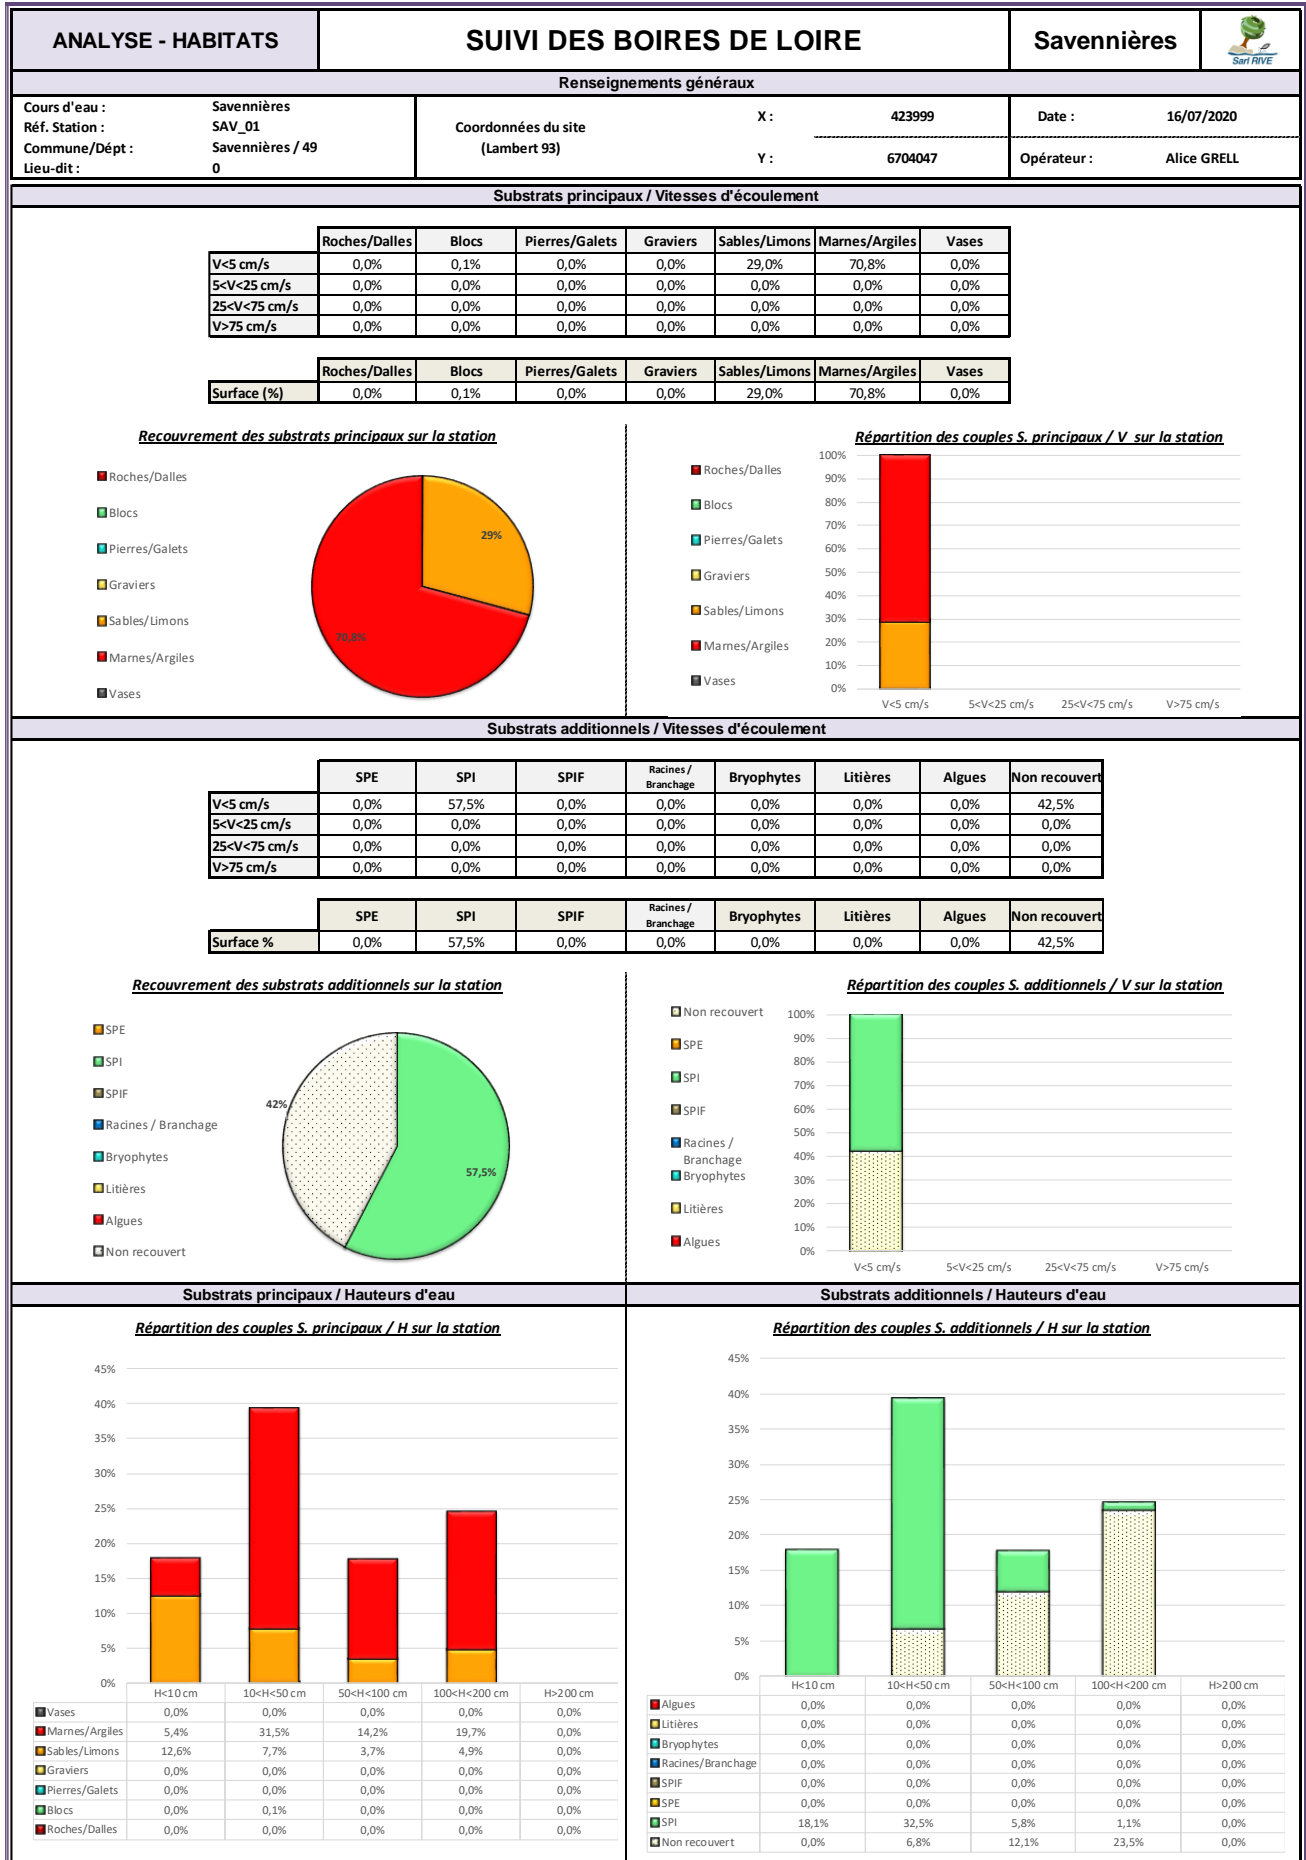 ANALYSE - HABITATS
SUIVI DES BOIRES DE LOIRE
Savennières
Sarl RIVE
Renseignements généraux
Cours d'eau : Savennières
Réf. Station : SAV_01
Commune/Dépt : Savennières / 49
Lieu-dit : 0
Coordonnées du site
(Lambert 93)
X : 423999
Y : 6704047
Date : 16/07/2020
Opérateur : Alice GRELL
Substrats principaux / Vitesses d'écoulement
Roches/Dalles Blocs Pierres/Galets Graviers Sables/Limons Marnes/Argiles Vases
V<5 cm/s 0,0% 0,1% 0,0% 0,0% 29,0% 70,8% 0,0%
5<V<25 cm/s 0,0% 0,0% 0,0% 0,0% 0,0% 0,0% 0,0%
25<V<75 cm/s 0,0% 0,0% 0,0% 0,0% 0,0% 0,0% 0,0%
V>75 cm/s 0,0% 0,0% 0,0% 0,0% 0,0% 0,0% 0,0%
Roches/Dalles Blocs Pierres/Galets Graviers Sables/Limons Marnes/Argiles Vases
Surface (%) 0,0% 0,1% 0,0% 0,0% 29,0% 70,8% 0,0%
Recouvrement des substrats principaux sur la station
Roches/Dalles
Blocs
Pierres/Galets
Graviers
Sables/Limons
Marnes/Argiles
Vases
29%
70,8%
Répartition des couples S. principaux / V sur la station
Roches/Dalles
Blocs
Pierres/Galets
Graviers
Sables/Limons
Marnes/Argiles
Vases
100%
90%
80%
70%
60%
50%
40%
30%
20%
10%
0%
V<5 cm/s 5<V<25 cm/s 25<V<75 cm/s V>75 cm/s
Substrats additionnels / Vitesses d'écoulement
SPE SPI SPIF Racines / Branchage Bryophytes Litières Algues Non recouvert
V<5 cm/s 0,0% 57,5% 0,0% 0,0% 0,0% 0,0% 0,0% 42,5%
5<V<25 cm/s 0,0% 0,0% 0,0% 0,0% 0,0% 0,0% 0,0% 0,0%
25<V<75 cm/s 0,0% 0,0% 0,0% 0,0% 0,0% 0,0% 0,0% 0,0%
V>75 cm/s 0,0% 0,0% 0,0% 0,0% 0,0% 0,0% 0,0% 0,0%
SPE SPI SPIF Racines / Branchage Bryophytes Litières Algues Non recouvert
Surface % 0,0% 57,5% 0,0% 0,0% 0,0% 0,0% 0,0% 42,5%
Recouvrement des substrats additionnels sur la station
SPE
SPI
SPIF
Racines / Branchage
Bryophytes
Litières
Algues
Non recouvert
42%
57,5%
Répartition des couples S. additionnels / V sur la station
Non recouvert
SPE
SPI
SPIF
Racines /
Branchage
Bryophytes
Litières
Algues
100%
90%
80%
70%
60%
50%
40%
30%
20%
10%
0%
V<5 cm/s 5<V<25 cm/s 25<V<75 cm/s V>75 cm/s
Substrats principaux / Hauteurs d'eau
Répartition des couples S. principaux / H sur la station
45%
40%
35%
30%
25%
20%
15%
10%
5%
0%
H<10 cm 10<H<50 cm 50<H<100 cm 100<H<200 cm H>200 cm
Vases 0,0% 0,0% 0,0% 0,0% 0,0%
Marnes/Argiles 5,4% 31,5% 14,2% 19,7% 0,0%
Sables/Limons 12,6% 7,7% 3,7% 4,9% 0,0%
Graviers 0,0% 0,0% 0,0% 0,0% 0,0%
Pierres/Galets 0,0% 0,0% 0,0% 0,0% 0,0%
Blocs 0,0% 0,1% 0,0% 0,0% 0,0%
Roches/Dalles 0,0% 0,0% 0,0% 0,0% 0,0%
Substrats additionnels / Hauteurs d'eau
Répartition des couples S. additionnels / H sur la station
45%
40%
35%
30%
25%
20%
15%
10%
5%
0%
H<10 cm 10<H<50 cm 50<H<100 cm 100<H<200 cm H>200 cm
Algues 0,0% 0,0% 0,0% 0,0% 0,0%
Litières 0,0% 0,0% 0,0% 0,0% 0,0%
Bryophytes 0,0% 0,0% 0,0% 0,0% 0,0%
Racines/Branchage 0,0% 0,0% 0,0% 0,0% 0,0%
SPIF 0,0% 0,0% 0,0% 0,0% 0,0%
SPE 0,0% 0,0% 0,0% 0,0% 0,0%
SPI 18,1% 32,5% 5,8% 1,1% 0,0%
Non recouvert 0,0% 6,8% 12,1% 23,5% 0,0%